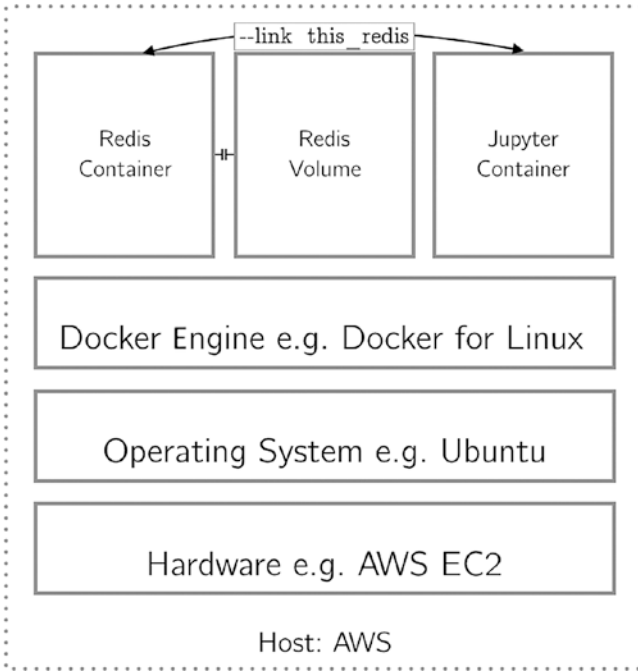 --link this_redis
Redis
Container
Redis
Volume
Jupyter
Container
Docker Engine e.g. Docker for Linux
Operating System e.g. Ubuntu
Hardware e.g. AWS EC2
Host: AWS